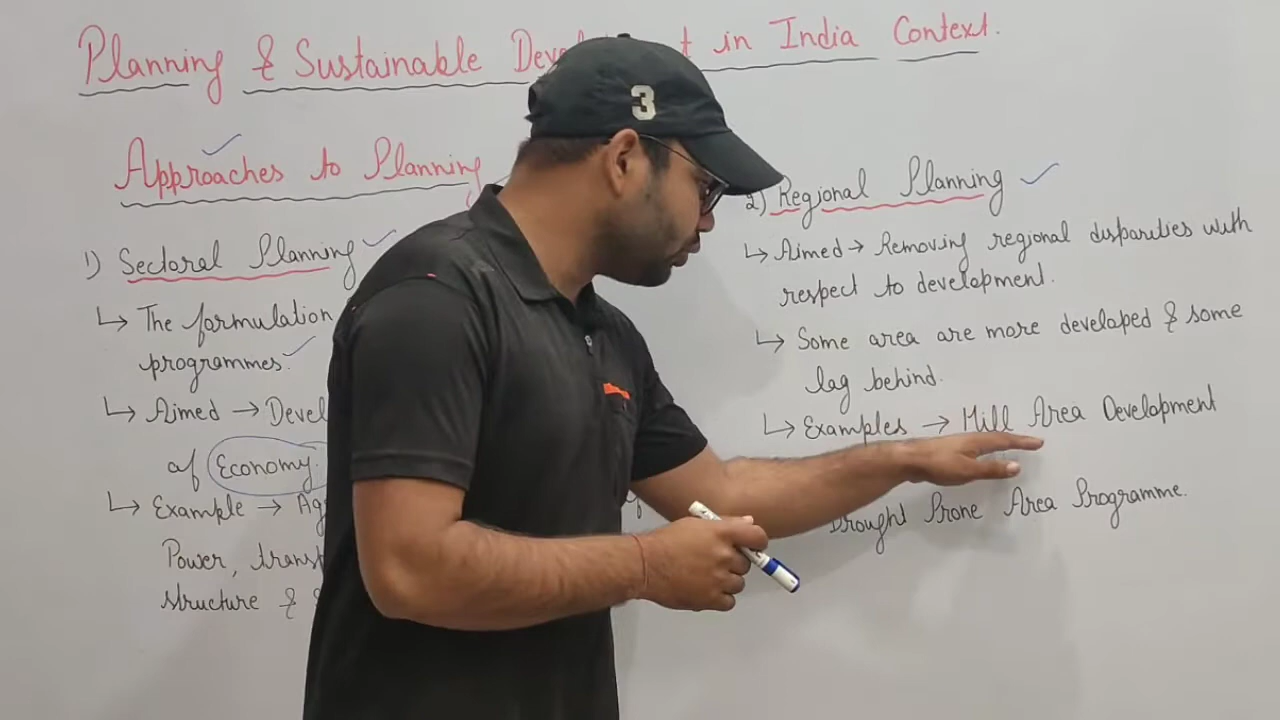 Planning & Sustainable Deve t in India Context.
Approaches to Planning
1) Sectoral Planning
↳ The formulation
programmes.
↳ Aimed → Devel
of Economy.
↳ Example → Ag
Power, transp
structure &
2) Regional Planning
↳ Aimed → Removing regional disparities with
respect to development.
↳ Some area are more developed & some
lag behind.
↳ Examples → Hill Area Development
Drought Prone Area Programme.
3